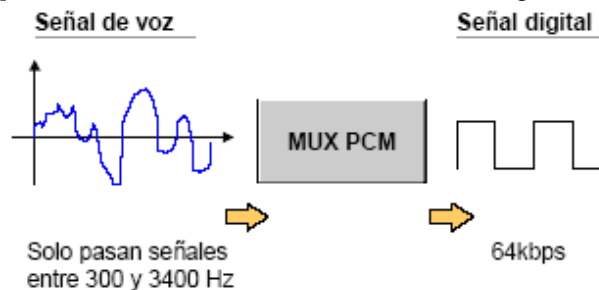 Señal de voz
Señal digital
MUX PCM
Solo pasan señales
entre 300 y 3400 Hz
64kbps